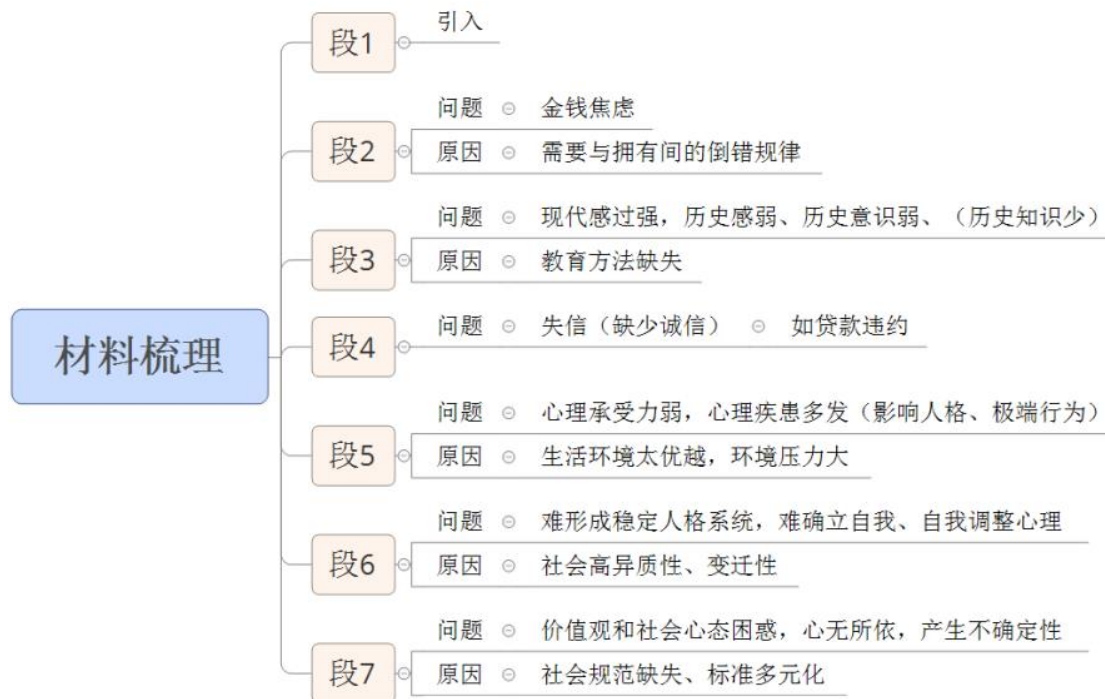 材料梳理
段1
引入
段2
问题 金钱焦虑
原因 需要与拥有间的倒错规律
段3
问题 现代感过强，历史感弱、历史意识弱、（历史知识少）
原因 教育方法缺失
段4
问题 失信（缺少诚信） 如贷款违约
段5
问题 心理承受力弱，心理疾患多发（影响人格、极端行为）
原因 生活环境太优越，环境压力大
段6
问题 难形成稳定人格系统，难确立自我、自我调整心理
原因 社会高异质性、变迁性
段7
问题 价值观和社会心态困惑，心无所依，产生不确定性
原因 社会规范缺失、标准多元化